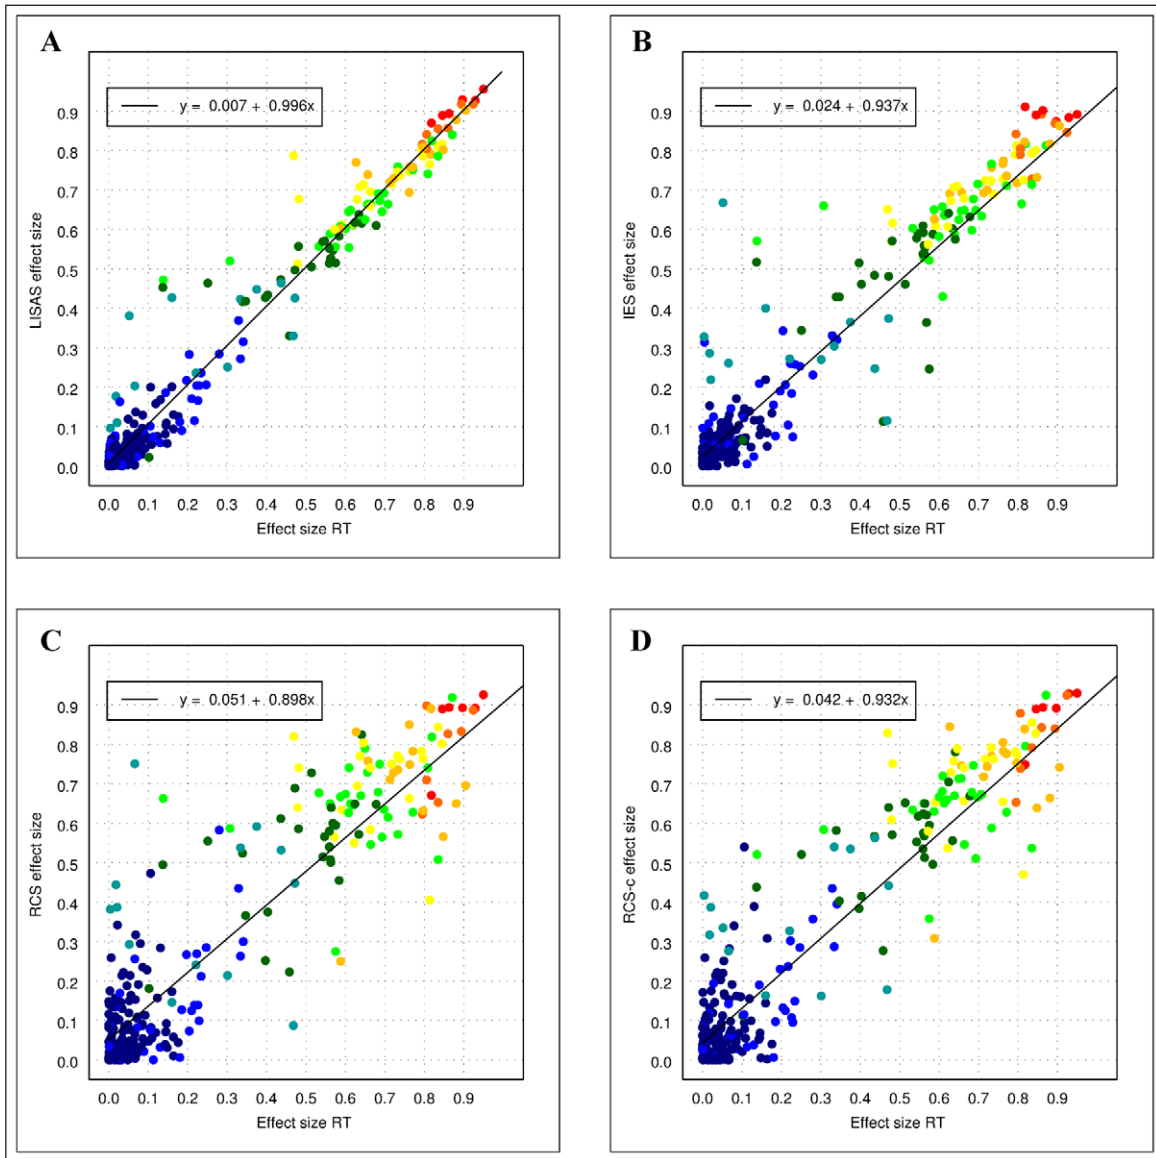 A
y = 0.007 + 0.996x
LISAS effect size
0.9
0.8
0.7
0.6
0.5
0.4
0.3
0.2
0.1
0.0
0.0 0.1 0.2 0.3 0.4 0.5 0.6 0.7 0.8 0.9
Effect size RT
B
y = 0.024 + 0.937x
IES effect size
0.9
0.8
0.7
0.6
0.5
0.4
0.3
0.2
0.1
0.0
0.0 0.1 0.2 0.3 0.4 0.5 0.6 0.7 0.8 0.9
Effect size RT
C
y = 0.051 + 0.898x
RCS effect size
0.9
0.8
0.7
0.6
0.5
0.4
0.3
0.2
0.1
0.0
0.0 0.1 0.2 0.3 0.4 0.5 0.6 0.7 0.8 0.9
Effect size RT
D
y = 0.042 + 0.932x
RCS-c effect size
0.9
0.8
0.7
0.6
0.5
0.4
0.3
0.2
0.1
0.0
0.0 0.1 0.2 0.3 0.4 0.5 0.6 0.7 0.8 0.9
Effect size RT